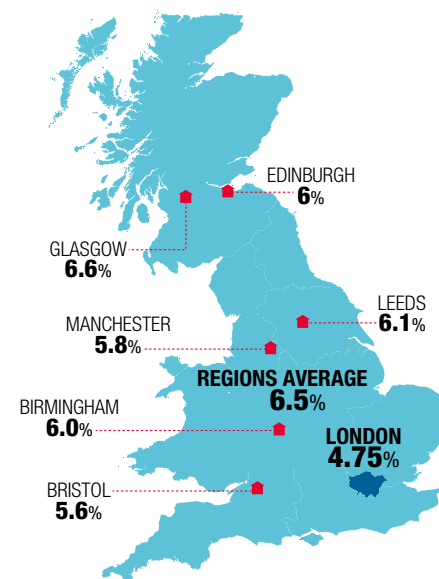 EDINBURGH
6%
GLASGOW
6.6%
LEEDS
6.1%
MANCHESTER
5.8%
REGIONS AVERAGE
6.5%
BIRMINGHAM
6.0%
LONDON
4.75%
BRISTOL
5.6%